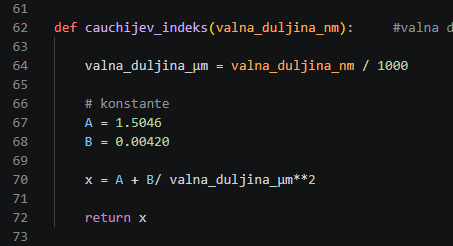 61
62 def cauchijev_indeks(valna_duljina_nm): #valna d
63
64 valna_duljina_μm = valna_duljina_nm / 1000
65
66 # konstante
67 A = 1.5046
68 B = 0.00420
69
70 x = A + B/ valna_duljina_μm**2
71
72 return x
73